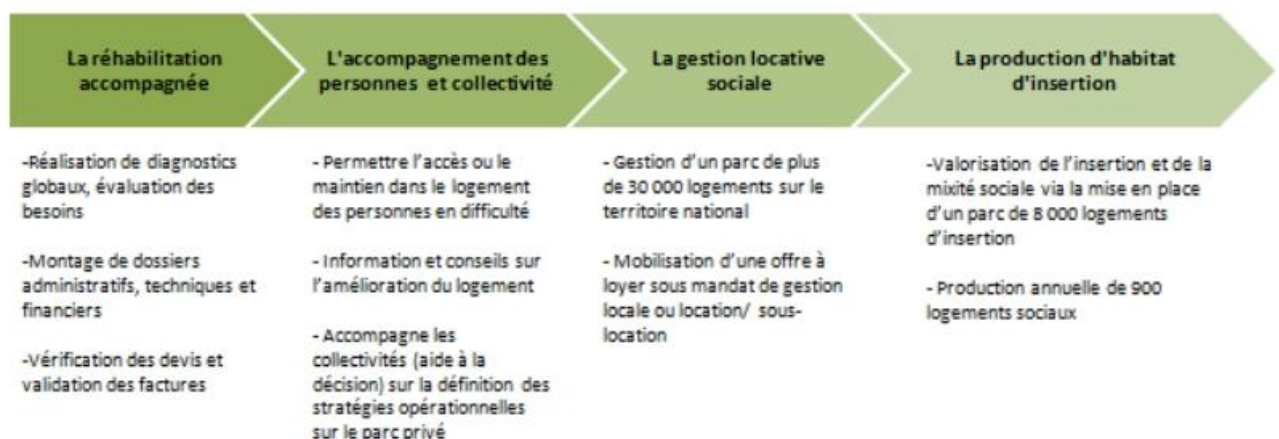 La réhabilitation
accompagnée
L'accompagnement des
personnes et collectivité
La gestion locative
sociale
La production d'habitat
d'insertion
-Réalisation de diagnostics
globaux, évaluation des
besoins
-Montage de dossiers
administratifs, techniques et
financiers
-Vérification des devis et
validation des factures
- Permettre l'accès ou le
maintien dans le logement
des personnes en difficulté
- Information et conseils sur
l'amélioration du logement
- Accompagne les
collectivités (aide à la
décision) sur la définition des
stratégies opérationnelles
sur le parc privé
- Gestion d'un parc de plus
de 30 000 logements sur le
territoire national
- Mobilisation d'une offre à
loyer sous mandat de gestion
locale ou location/ sous-
location
-Valorisation de l'insertion et de la
mixité sociale via la mise en place
d'un parc de 8 000 logements
d'insertion
- Production annuelle de 900
logements sociaux